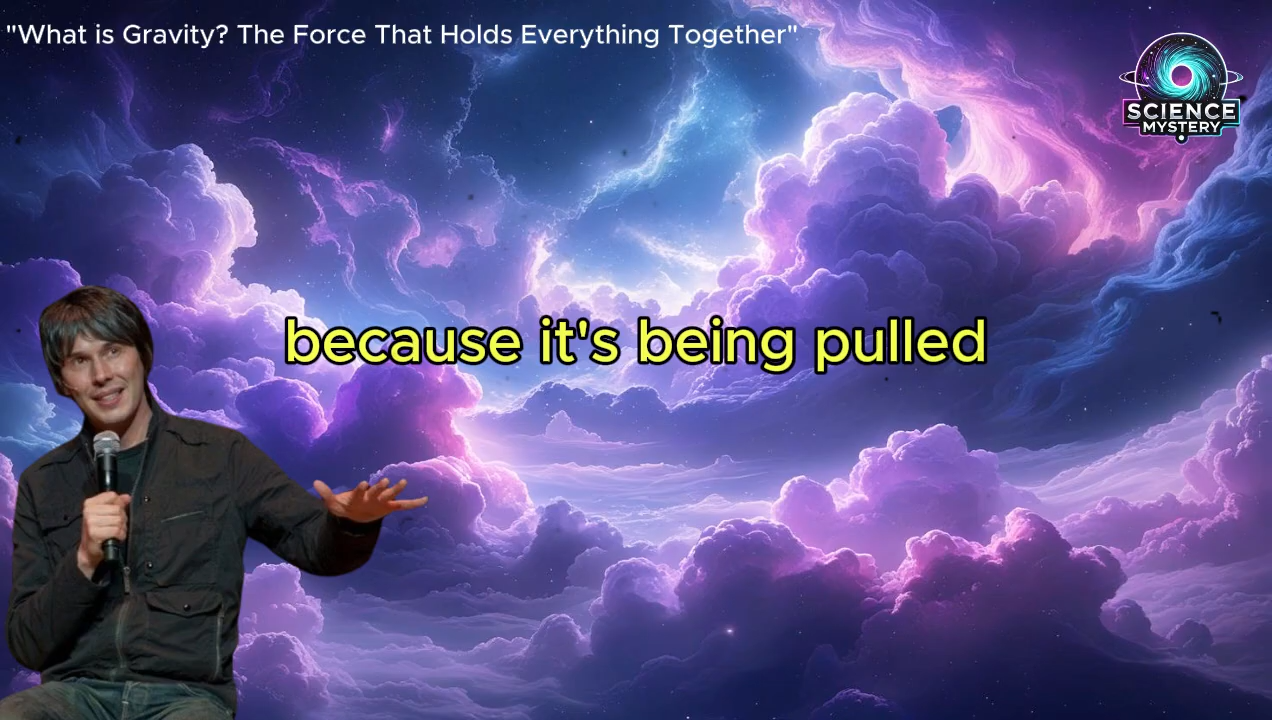 "What is Gravity? The Force That Holds Everything Together"
SCIENCE
MYSTERY
because it's being pulled